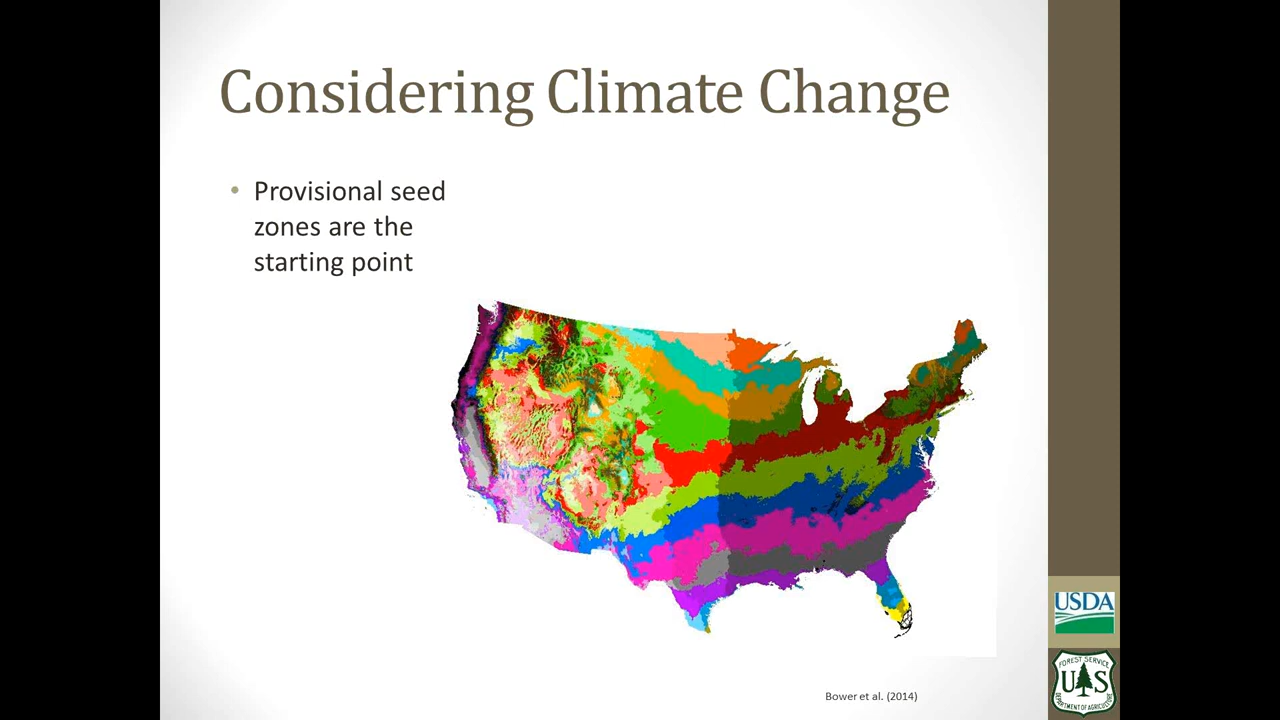 Considering Climate Change
• Provisional seed
zones are the
starting point
Bower et al. (2014)
USDA
FOREST SERVICE
U S
DEPARTMENT OF AGRICULTURE